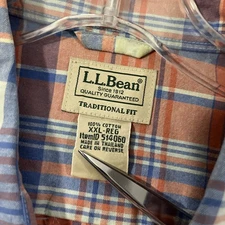 L.L.Bean
Since 1912
QUALITY GUARANTEED
TRADITIONAL FIT
100% COTTON
XXL-REG
ItemID 514060
MADE IN THAILAND
CARE ON REVERSE